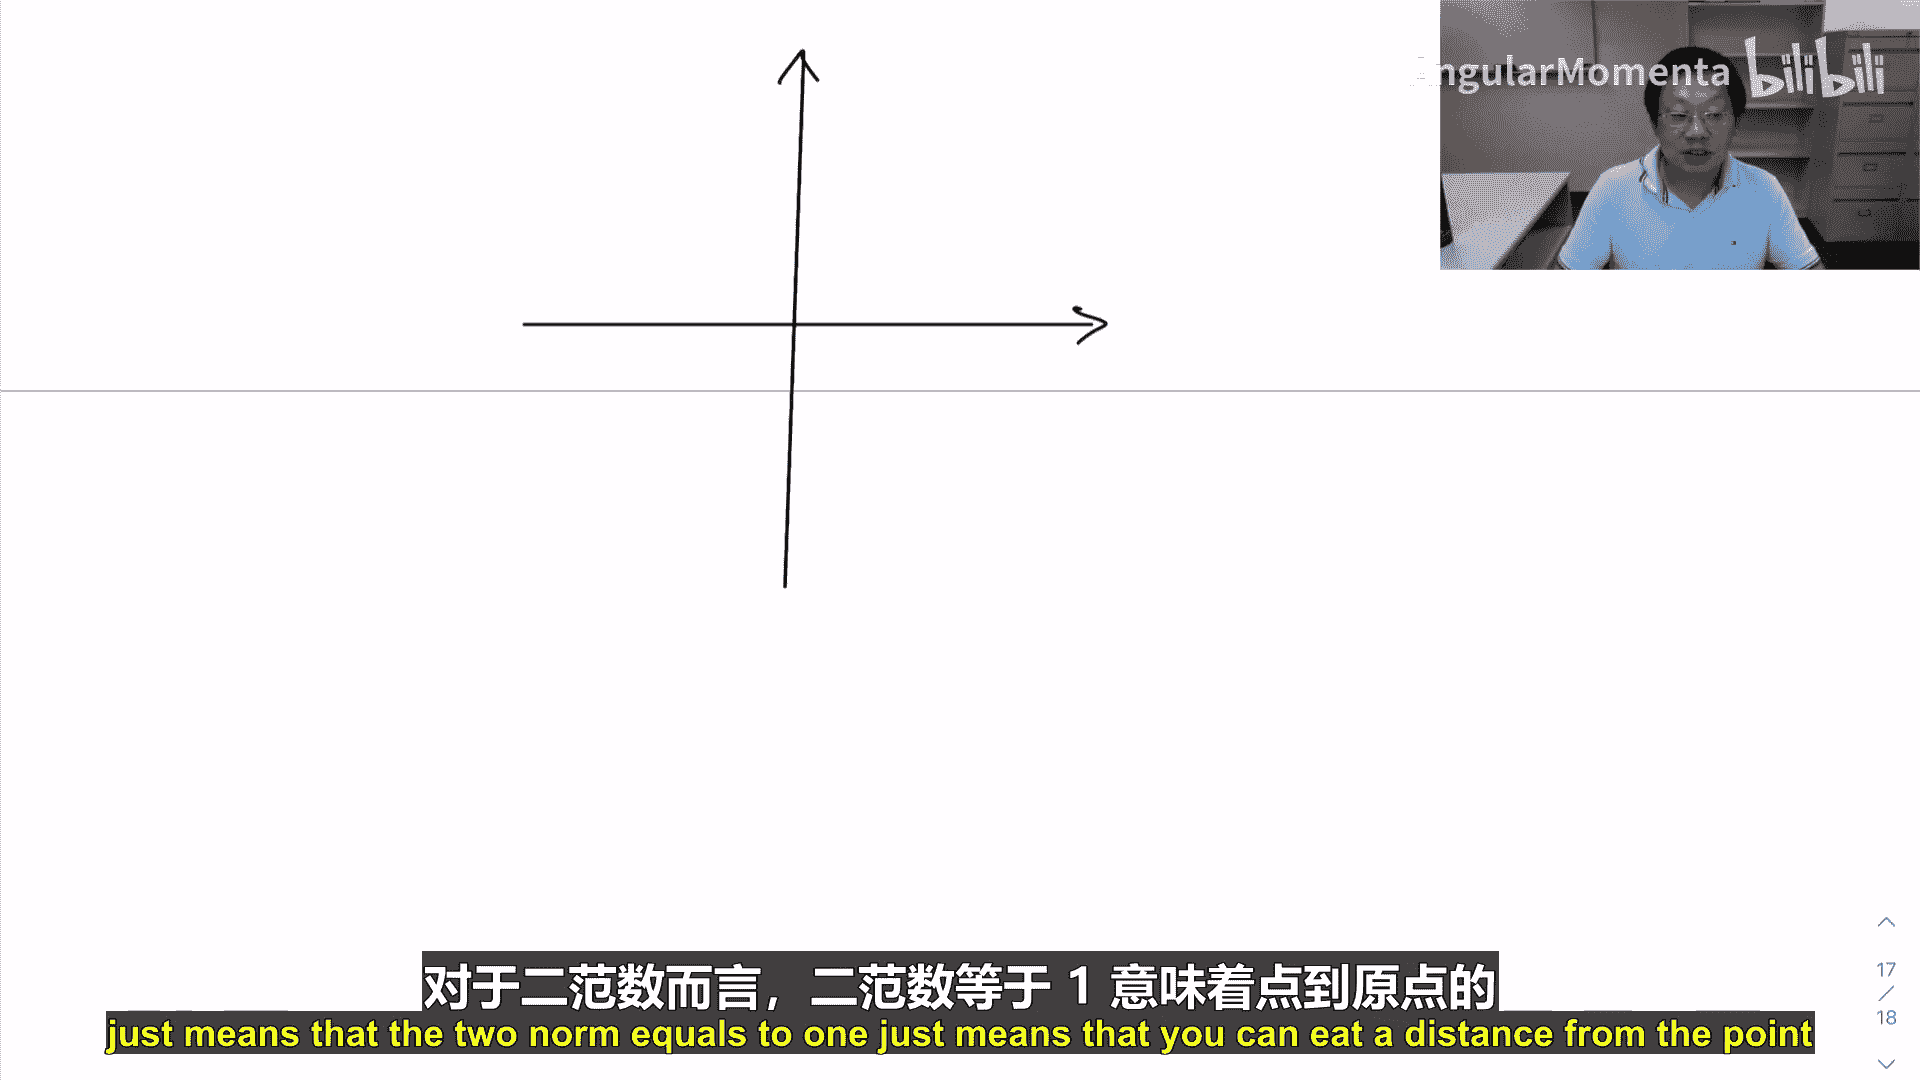 ngularMomenta bilibili
17
/
18
对于二范数而言，二范数等于 1 意味着点到原点的
just means that the two norm equals to one just means that you can eat a distance from the point